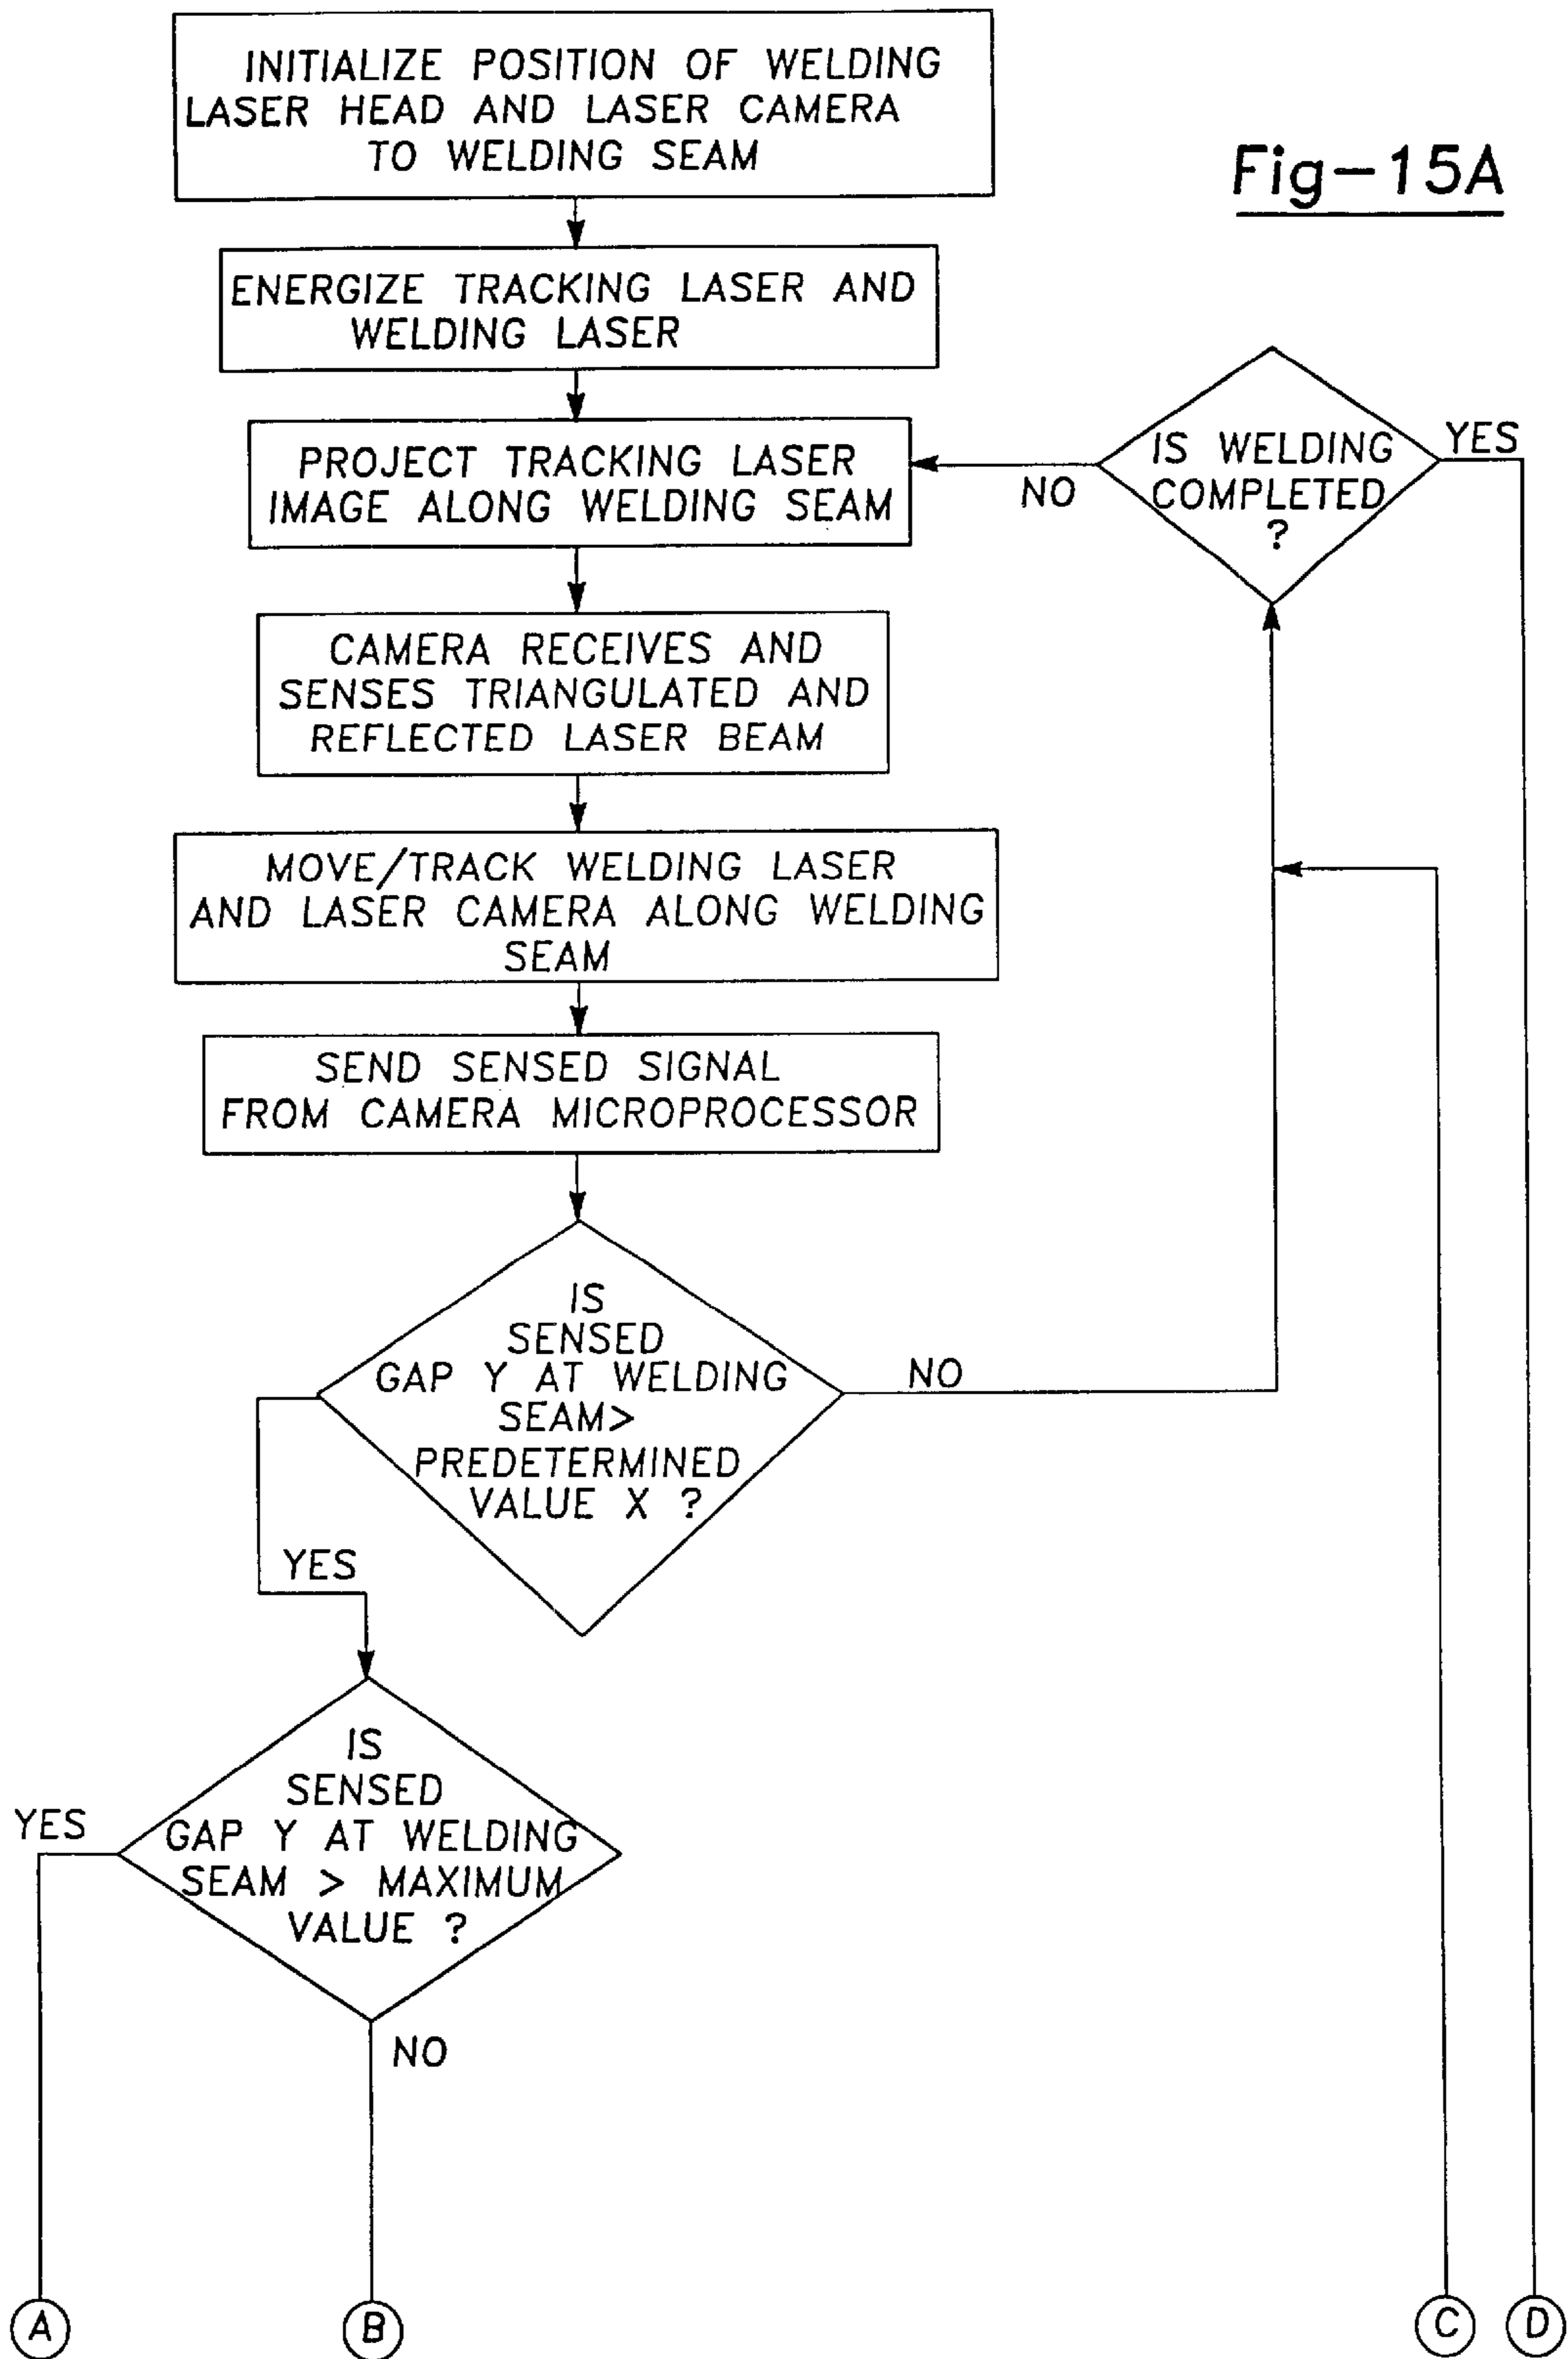 INITIALIZE POSITION OF WELDING
LASER HEAD AND LASER CAMERA
TO WELDING SEAM
Fig-15A
ENERGIZE TRACKING LASER AND
WELDING LASER
PROJECT TRACKING LASER
IMAGE ALONG WELDING SEAM
NO
IS WELDING
COMPLETED
?
YES
CAMERA RECEIVES AND
SENSES TRIANGULATED AND
REFLECTED LASER BEAM
MOVE/TRACK WELDING LASER
AND LASER CAMERA ALONG WELDING
SEAM
SEND SENSED SIGNAL
FROM CAMERA MICROPROCESSOR
IS
SENSED
GAP Y AT WELDING
SEAM>
PREDETERMINED
VALUE X ?
NO
YES
IS
SENSED
GAP Y AT WELDING
SEAM > MAXIMUM
VALUE ?
YES
NO
A
B
C
D